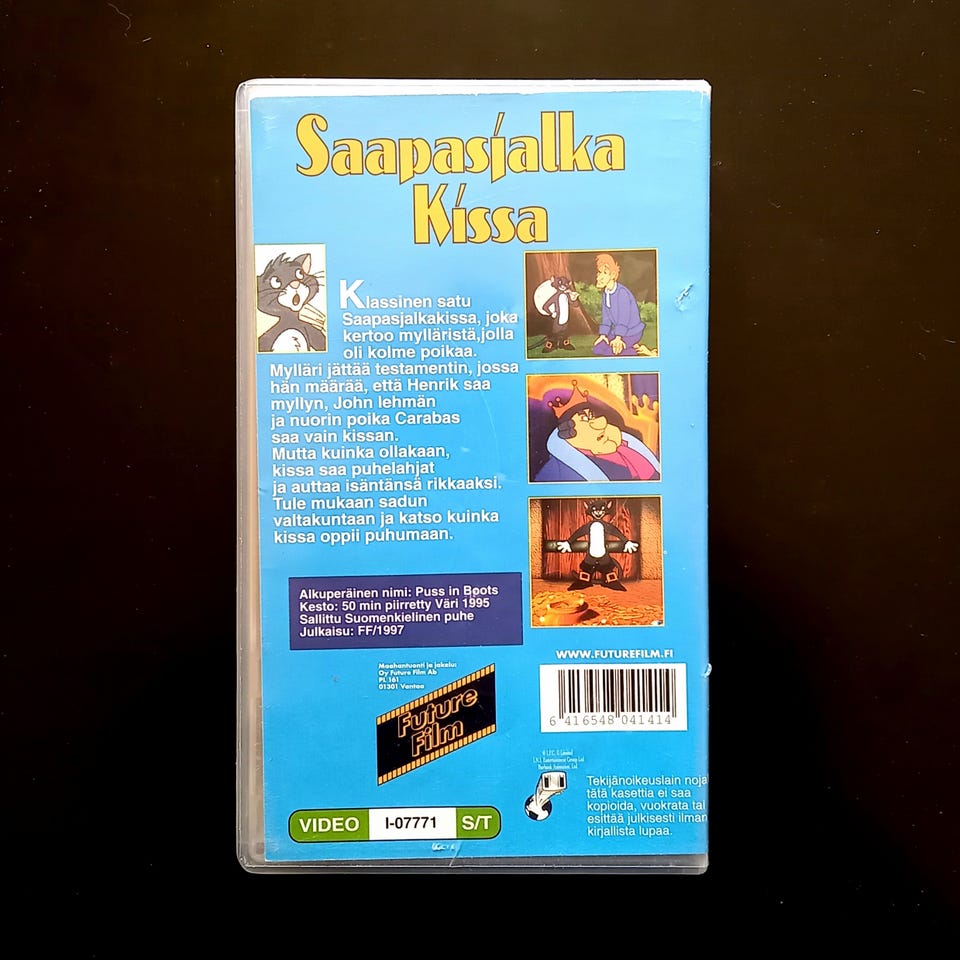 Saapasjalka
Kissa
Klassinen satu
Saapasjalkakissa, joka
kertoo mylläristä,jolla
oli kolme poikaa.
Mylläri jättää testamentin, jossa
hän määrää, että Henrik saa
myllyn, John lehmän
ja nuorin poika Carabas
saa vain kissan.
Mutta kuinka ollakaan,
kissa saa puhelahjat
ja auttaa isäntänsä rikkaaksi.
Tule mukaan sadun
valtakuntaan ja katso kuinka
kissa oppii puhumaan.
Alkuperäinen nimi: Puss in Boots
Kesto: 50 min piirretty Väri 1995
Sallittu Suomenkielinen puhe
Julkaisu: FF/1997
Maahantuonti ja jakelu:
Oy Future Film Ab
PL 161
01301 Vantaa
Future
Film
WWW.FUTUREFILM.FI
6 416548 041414
Tekijänoikeuslain noja
tätä kasettia ei saa
kopioida, vuokrata tai
esittää julkisesti ilman
kirjallista lupaa.
VIDEO I-07771 S/T